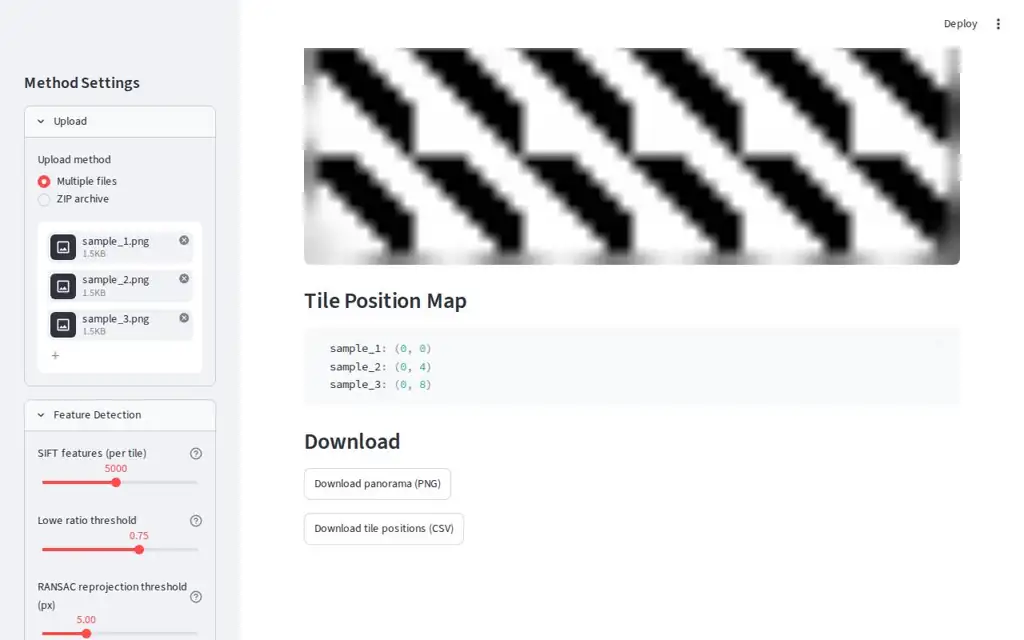 Deploy
Method Settings
Upload
Upload method
Multiple files
ZIP archive
sample_1.png
1.5KB
sample_2.png
1.5KB
sample_3.png
1.5KB
+
Feature Detection
SIFT features (per tile)
5000
Lowe ratio threshold
0.75
RANSAC reprojection threshold
(px)
5.00
Tile Position Map
sample_1: (0, 0)
sample_2: (0, 4)
sample_3: (0, 8)
Download
Download panorama (PNG)
Download tile positions (CSV)